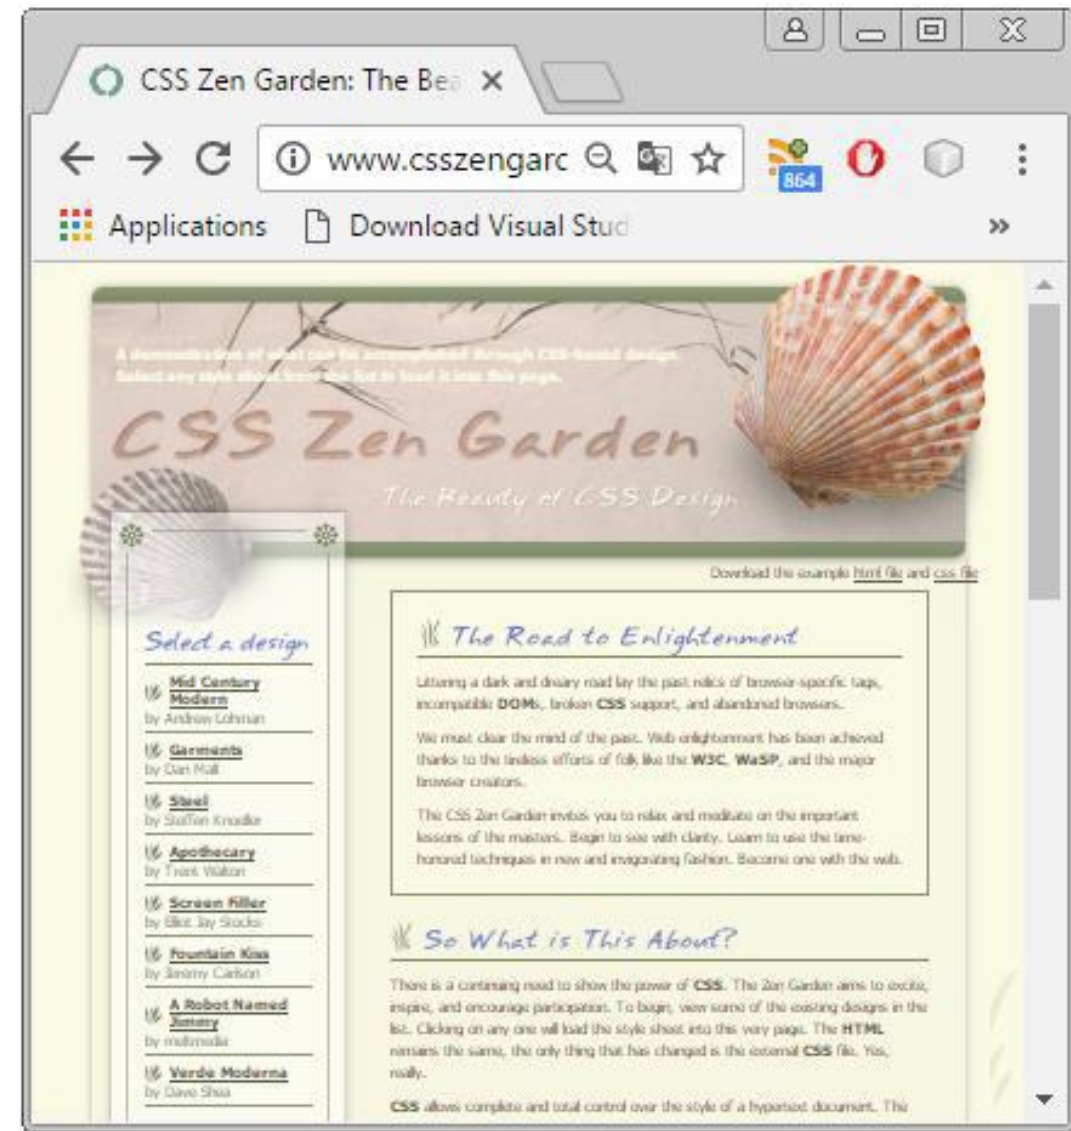 CSS Zen Garden: The Bea
www.csszengarc
864
Applications
Download Visual Stud
A demonstration of what can be accomplished through CSS-based design.
Select any style sheet from the list to load it into this page.
CSS Zen Garden
The Beauty of CSS Design
Download the example html file and css file
Select a design
Mid Century
Modern
by Andrew Lohman
Garments
by Dan Mall
Steel
by Steffen Knoeller
Apothecary
by Trent Walton
Screen Filler
by Elliot Jay Stocks
Fountain Kiss
by Jeremy Carlson
A Robot Named
Jimmy
by meltmedia
Verde Moderna
by Dave Shea
The Road to Enlightenment
Littering a dark and dreary road lay the past relics of browser-specific tags,
incompatible DOMs, broken CSS support, and abandoned browsers.
We must clear the mind of the past. Web enlightenment has been achieved
thanks to the tireless efforts of folk like the W3C, WaSP, and the major
browser creators.
The CSS Zen Garden invites you to relax and meditate on the important
lessons of the masters. Begin to see with clarity. Learn to use the time-
honored techniques in new and invigorating fashion. Become one with the web.
So What is This About?
There is a continuing need to show the power of CSS. The Zen Garden aims to excite,
inspire, and encourage participation. To begin, view some of the existing designs in the
list. Clicking on any one will load the style sheet into this very page. The HTML
remains the same, the only thing that has changed is the external CSS file. Yes,
really.
CSS allows complete and total control over the style of a hypertext document. The